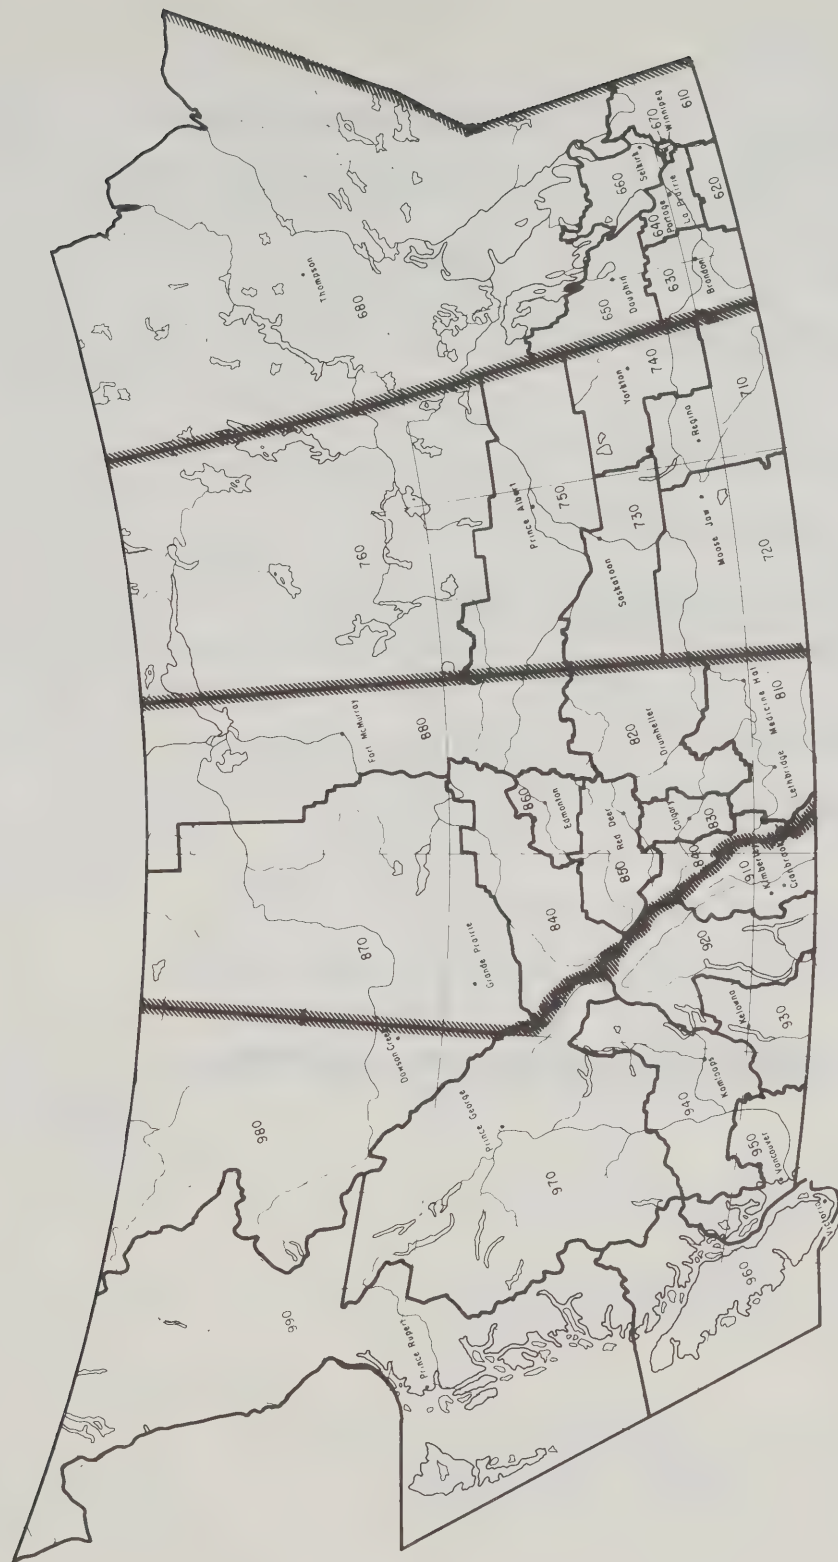 990
Prince Rupert
960
Victoria
980
Dawson Creek
Prince George
970
940
Kamloops
950
Vancouver
Kelowna
930
920
910
Kimberley
Cranbrook
870
Grande Prairie
840
850
Red Deer
860
Edmonton
840
Calgary
830
Fort McMurray
880
820
Drumheller
Lethbridge
Medicine Hat
810
760
Prince Albert
750
Saskatoon
730
Moose Jaw
720
Yorkton
740
Regina
710
Thompson
680
650
Dauphin
630
Brandon
640
Portage
La Prairie
620
660
Selkirk
670
Winnipeg
610